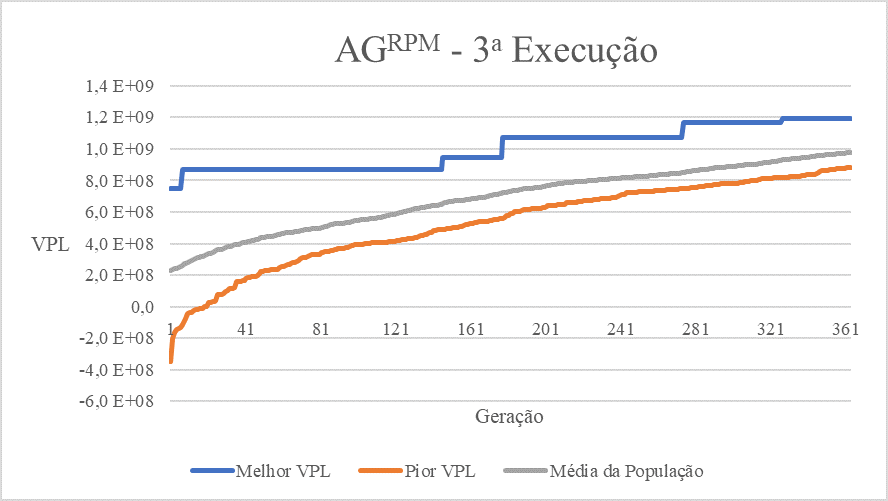 AGRPM - 3ª Execução
1,4 E+09
1,2 E+09
1,0 E+09
8,0 E+08
6,0 E+08
VPL
4,0 E+08
2,0 E+08
0,0
1 41 81 121 161 201 241 281 321 361
-2,0 E+08
-4,0 E+08
-6,0 E+08
Geração
Melhor VPL Pior VPL Média da População